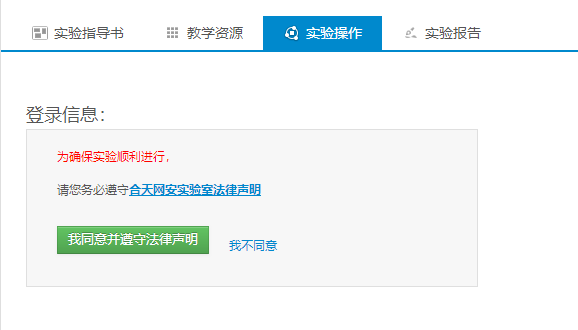 实验指导书 教学资源 实验操作 实验报告
登录信息：
为确保实验顺利进行，
请您务必遵守合天网安实验室法律声明
我同意并遵守法律声明 我不同意